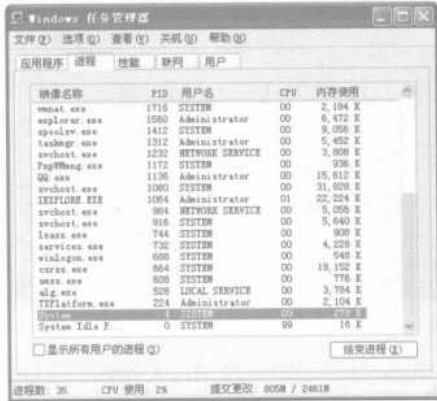 Windows 任务管理器
文件(F) 选项(O) 查看(V) 关机(U) 帮助(H)
应用程序 进程 性能 联网 用户
映像名称 PID 用户名 CPU 内存使用
vmnat.exe 1716 SYSTEM 00 2,184 K
explorer.exe 1560 Administrator 00 6,472 K
spoolsv.exe 1412 SYSTEM 00 9,056 K
taskmgr.exe 1312 Administrator 00 5,452 K
svchost.exe 1232 NETWORK SERVICE 00 3,808 K
1172 SYSTEM 00 936 K
QQ.exe 1136 Administrator 00 15,612 K
svchost.exe 1080 SYSTEM 00 31,828 K
IEXPLORE.EXE 1064 Administrator 01 22,224 K
svchost.exe 984 NETWORK SERVICE 00 5,056 K
svchost.exe 916 SYSTEM 00 5,640 K
lsass.exe 744 SYSTEM 00 908 K
services.exe 732 SYSTEM 00 4,228 K
winlogon.exe 688 SYSTEM 00 548 K
csrss.exe 664 SYSTEM 00 19,152 K
smss.exe 608 SYSTEM 00 776 K
alg.exe 528 LOCAL SERVICE 00 3,784 K
TXPlatform.exe 224 Administrator 00 2,104 K
System 4 SYSTEM 00 K
System Idle P 0 SYSTEM 99 16 K
显示所有用户的进程(S) 结束进程(E)
进程数: 35 CPU 使用: 2% 提交更改: 805M / 2461M